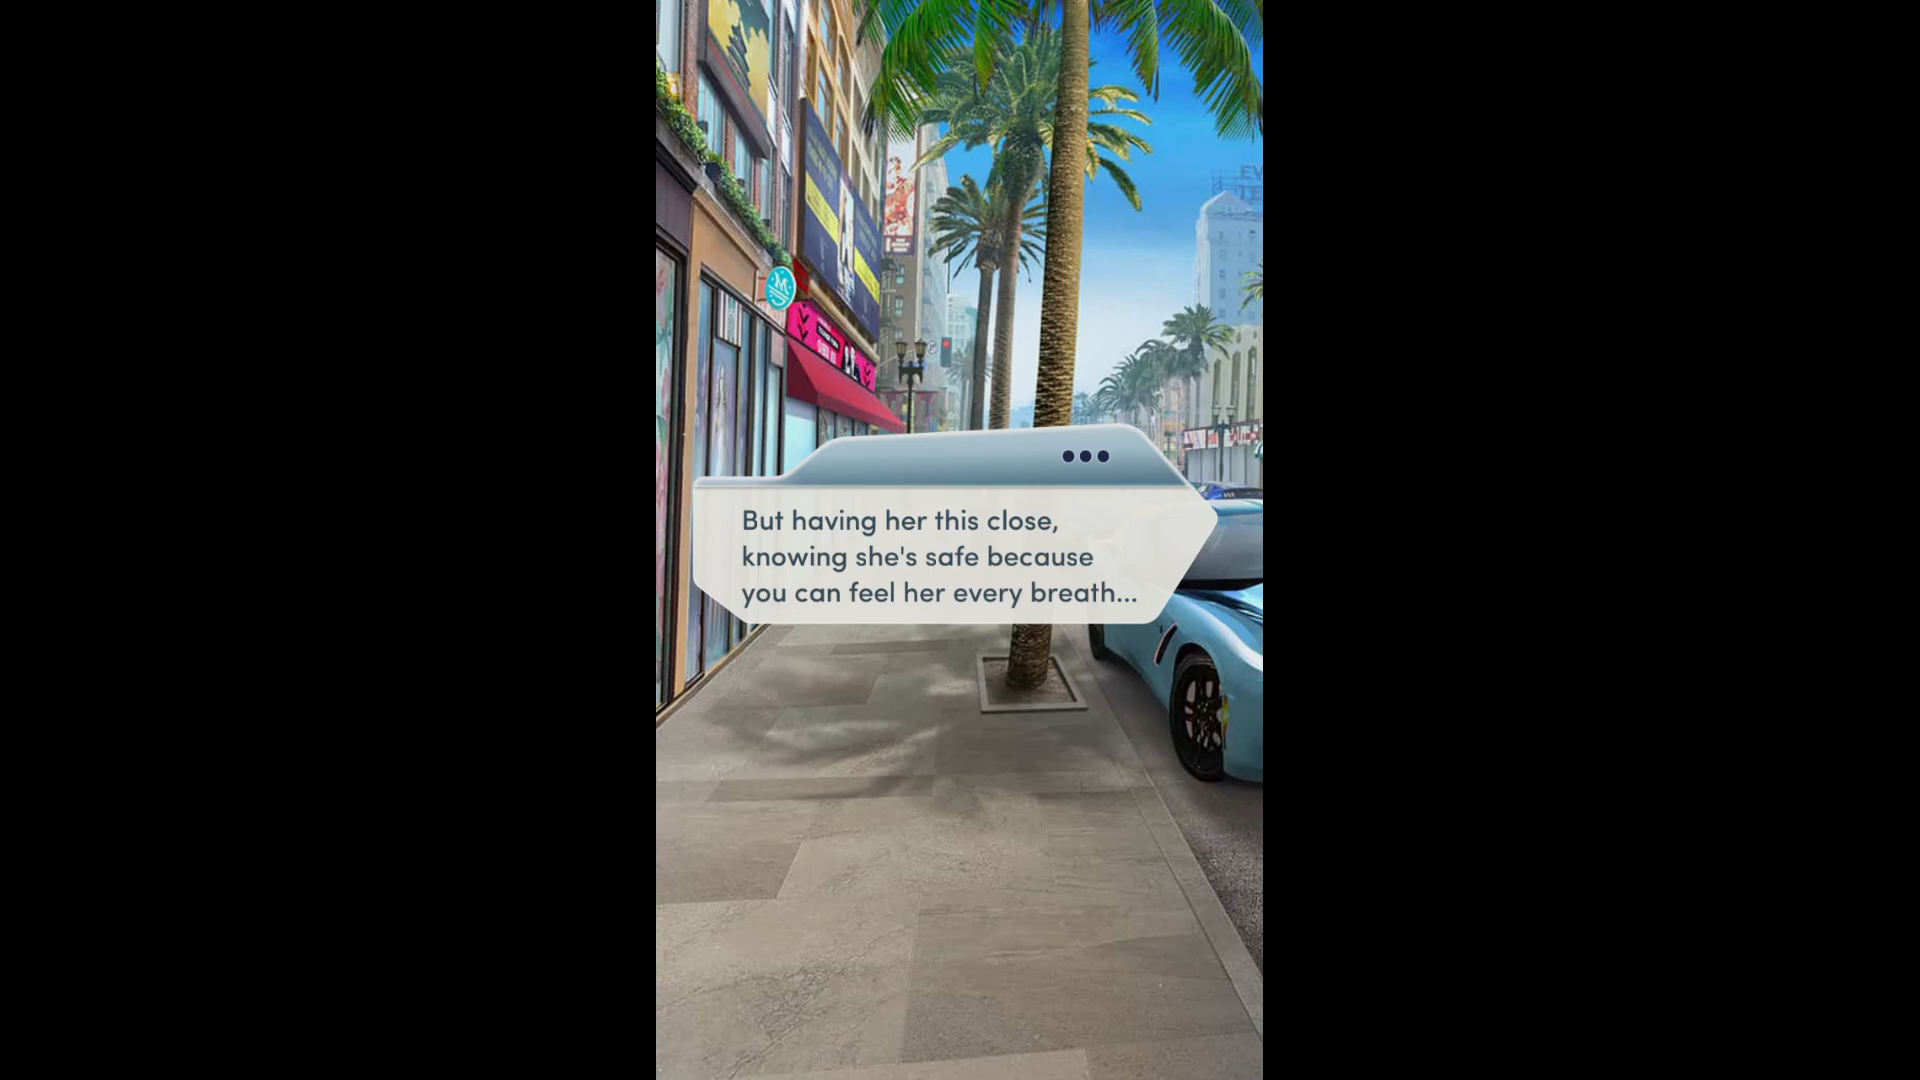 But having her this close,
knowing she's safe because
you can feel her every breath...